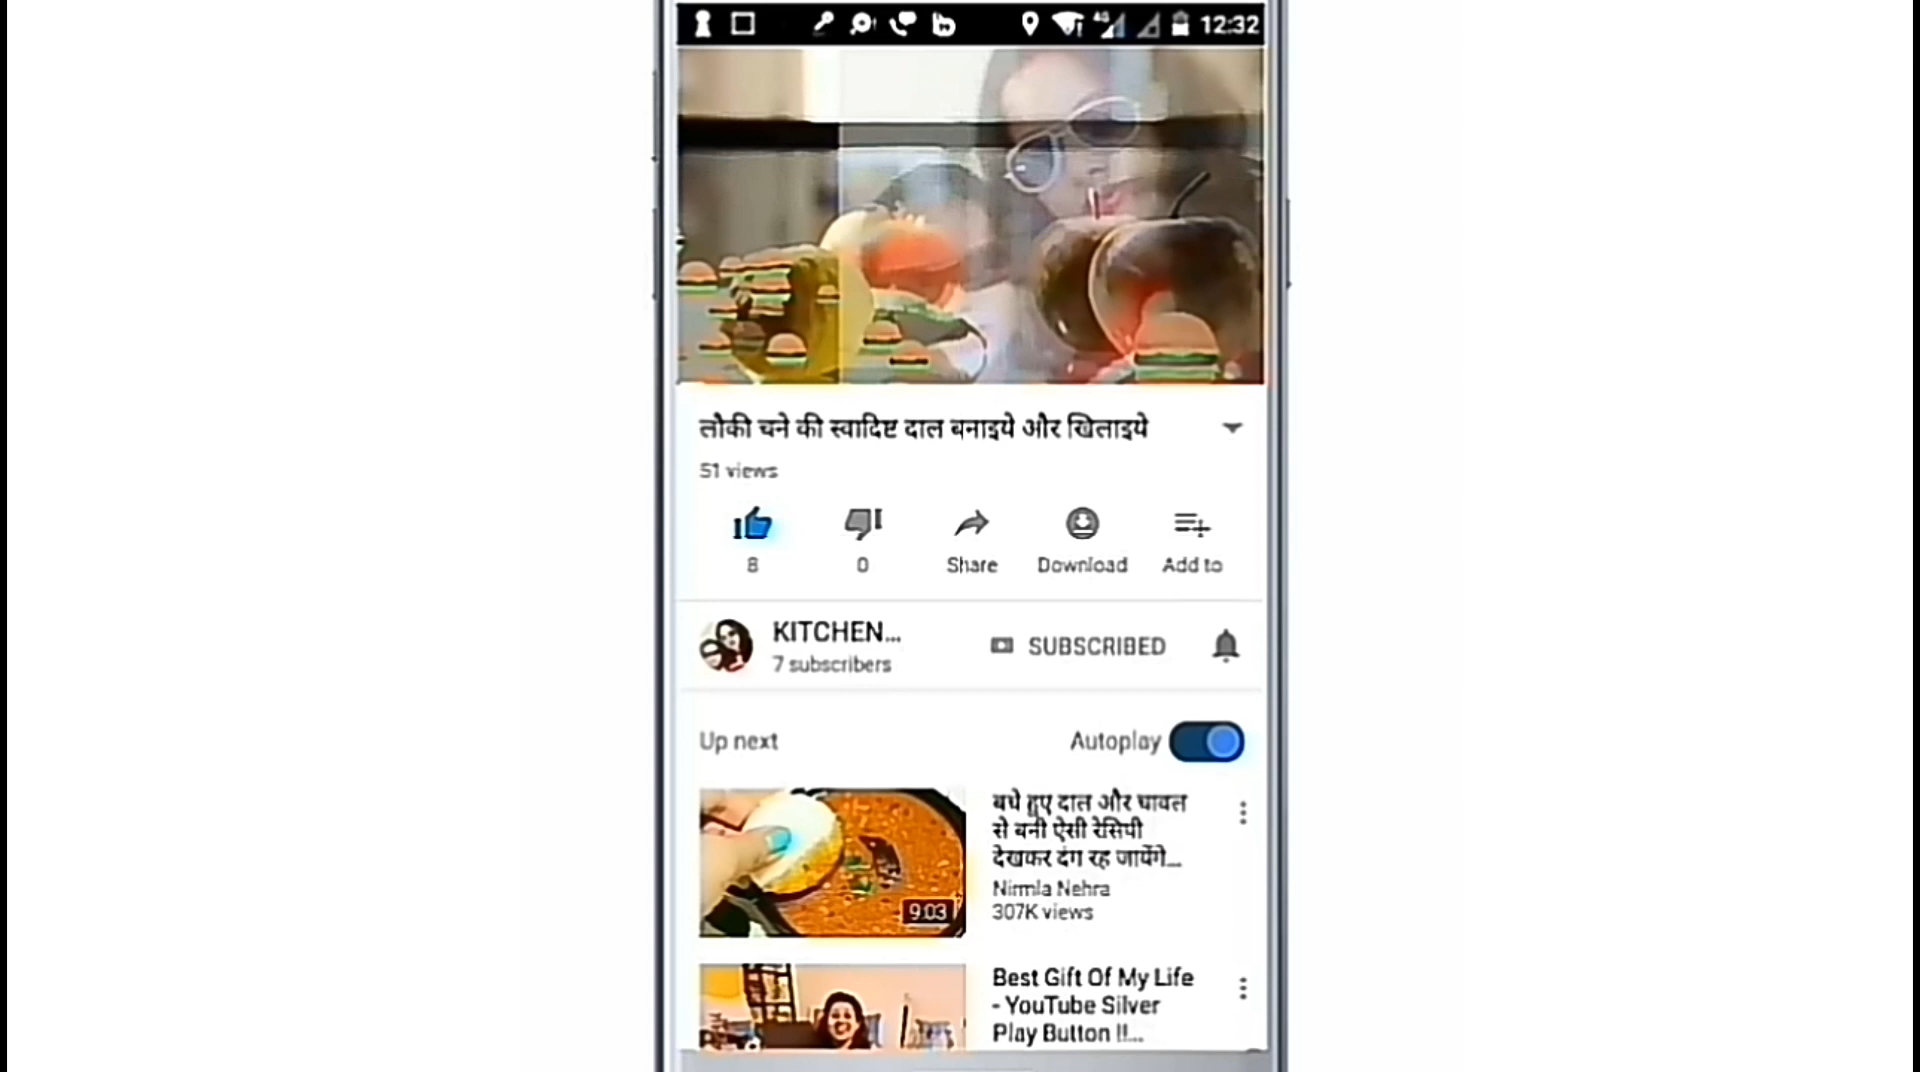 4G 12:32
लौकी चने की स्वादिष्ट दाल बनाइये और खिलाइये
51 views
8
0
Share
Download
Add to
KITCHEN...
7 subscribers
SUBSCRIBED
Up next
Autoplay
बचे हुए दाल और चावल
से बनी ऐसी रेसिपी
देखकर दंग रह जायेंगे...
Nirmla Nehra
307K views
9:03
Best Gift Of My Life
- YouTube Silver
Play Button !!...